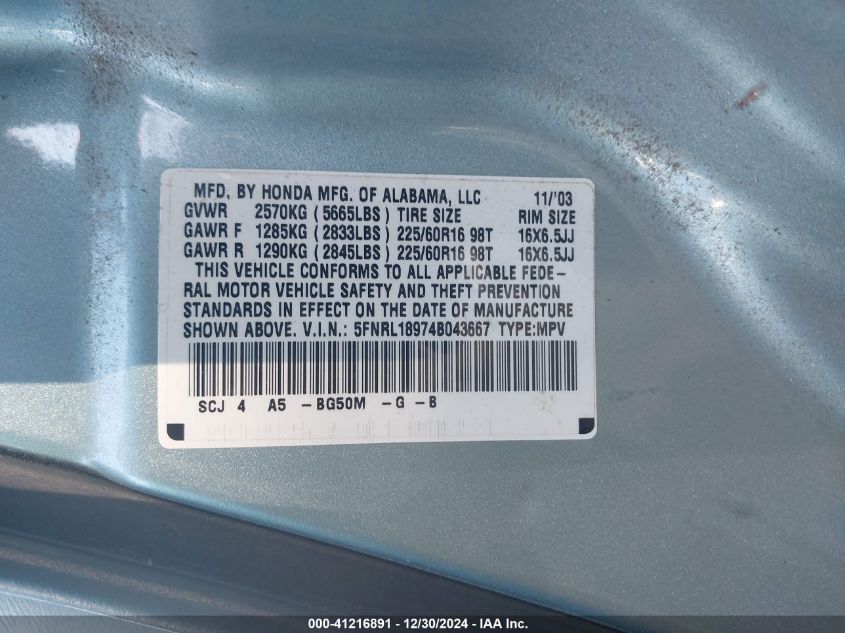 MFD. BY HONDA MFG. OF ALABAMA, LLC 11/'03
GVWR 2570KG (5665LBS) TIRE SIZE RIM SIZE
GAWR F 1285KG (2833LBS) 225/60R16 98T 16X6.5JJ
GAWR R 1290KG (2845LBS) 225/60R16 98T 16X6.5JJ
THIS VEHICLE CONFORMS TO ALL APPLICABLE FEDE-
RAL MOTOR VEHICLE SAFETY AND THEFT PREVENTION
STANDARDS IN EFFECT ON THE DATE OF MANUFACTURE
SHOWN ABOVE. V.I.N.: 5FNRL18974B043667 TYPE:MPV
SCJ 4 A5 -BG50M -G -B
000-41216891 - 12/30/2024 - IAA Inc.